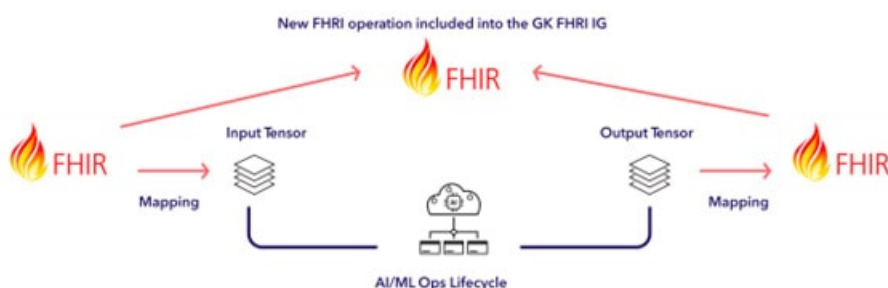 New FHRI operation included into the GK FHRI IG
FHIR
Input Tensor
Output Tensor
FHIR
FHIR
Mapping
Mapping
AI
AI/ML Ops Lifecycle